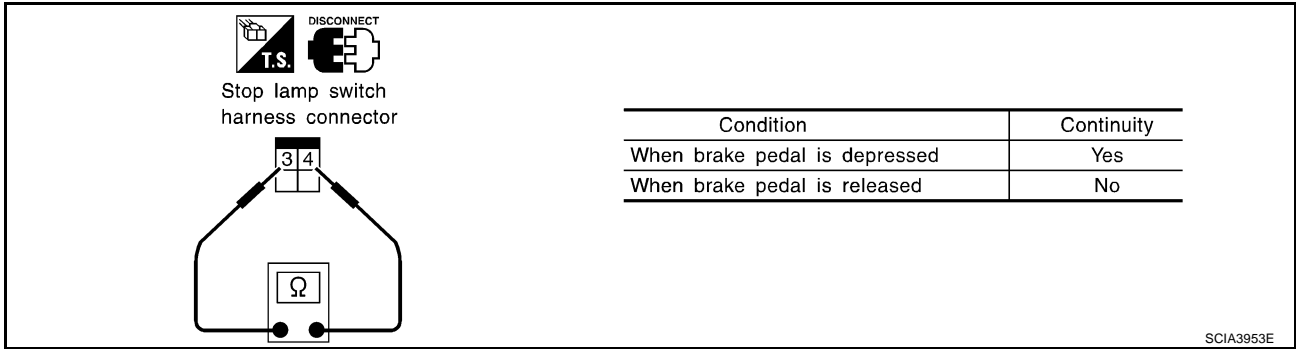 DISCONNECT
T.S.
Stop lamp switch
harness connector
3 4
Ω
Condition Continuity
When brake pedal is depressed Yes
When brake pedal is released No
SCIA3953E